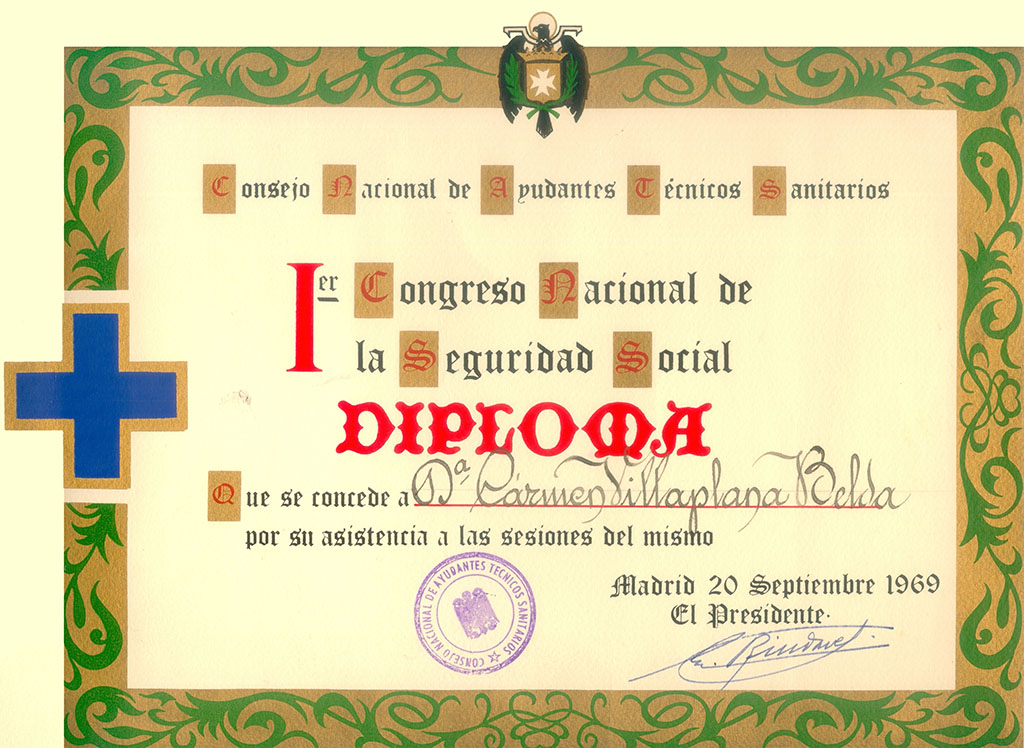 Consejo Nacional de Ayudantes Técnicos Sanitarios
Ier Congreso Nacional de
la Seguridad Social
DIPLOMA
Que se concede a Dª Cármen Villaplana Belda
por su asistencia a las sesiones del mismo
CONSEJO NACIONAL DE AYUDANTES TECNICOS SANITARIOS
Madrid 20 Septiembre 1969
El Presidente.